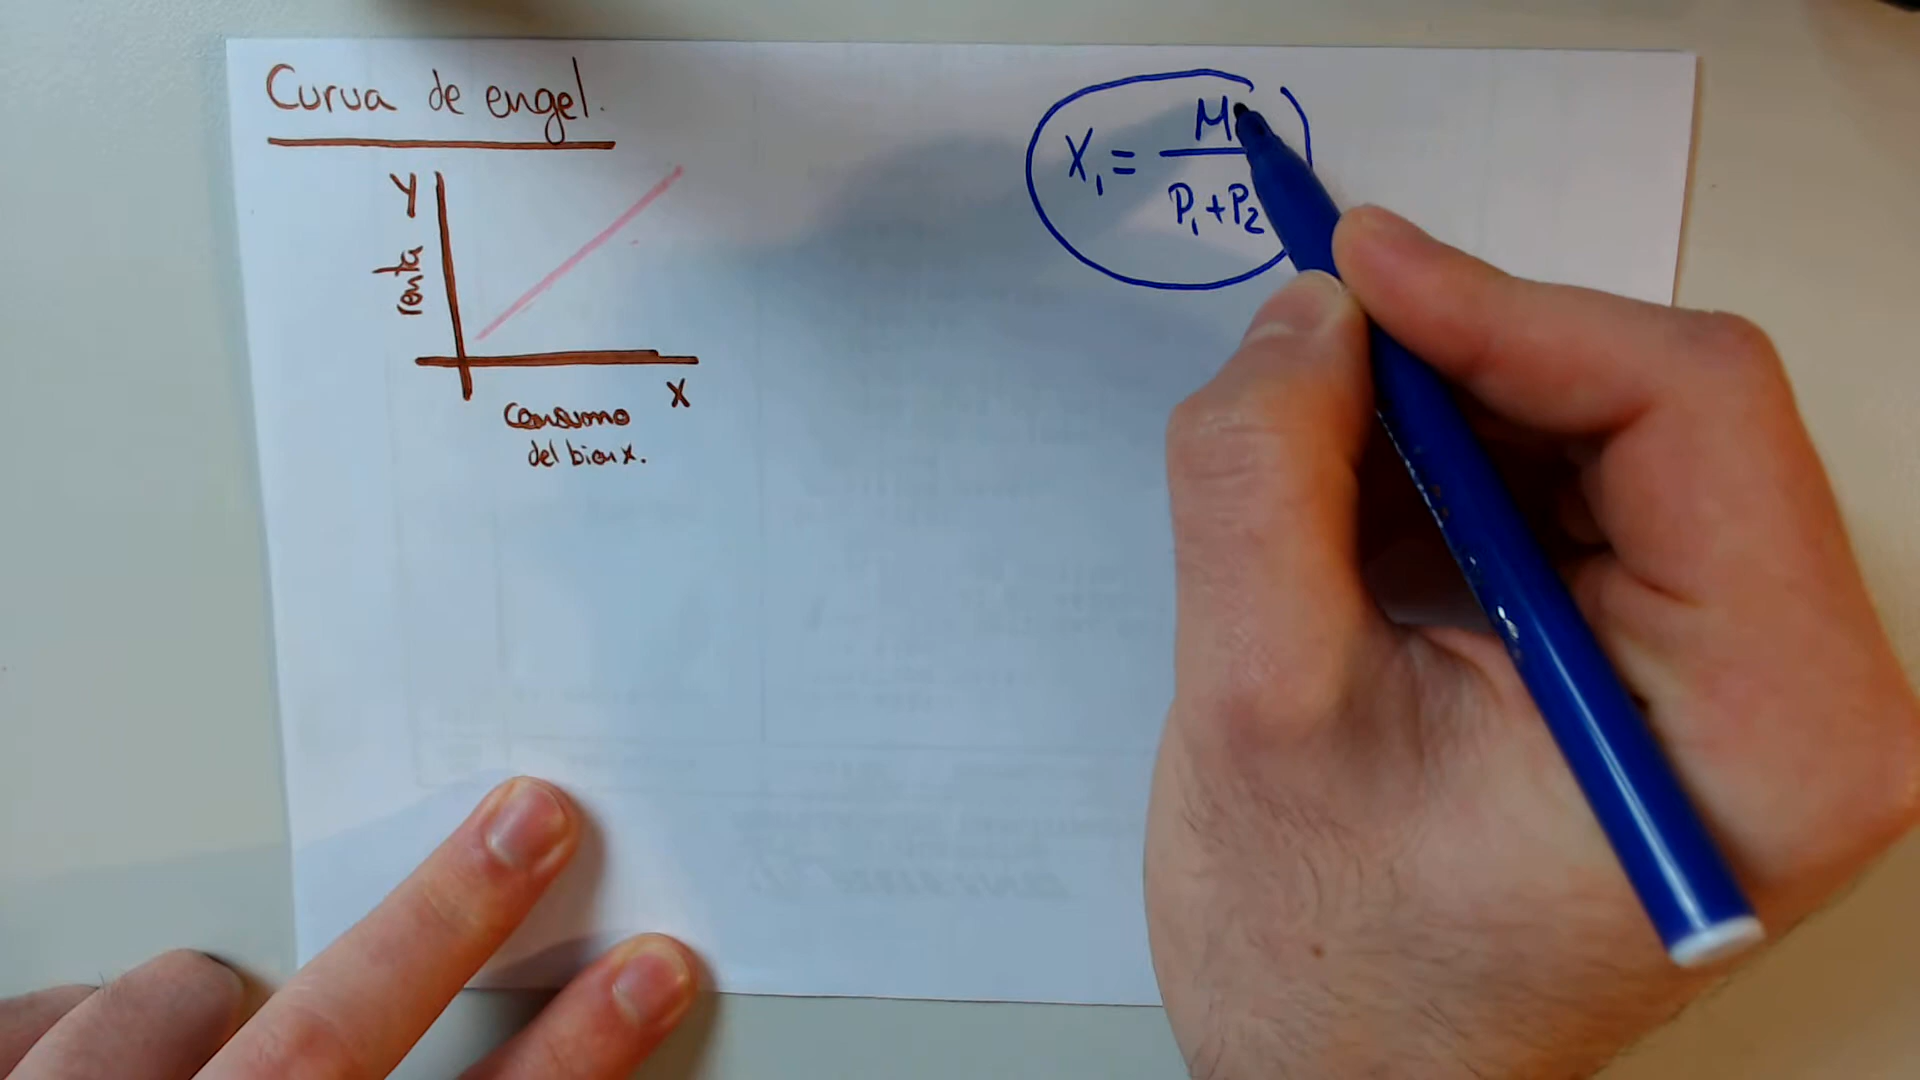 Curva de engel.
Y
renta
X
Consumo
del bien x.
X₁ = M
P₁+P₂